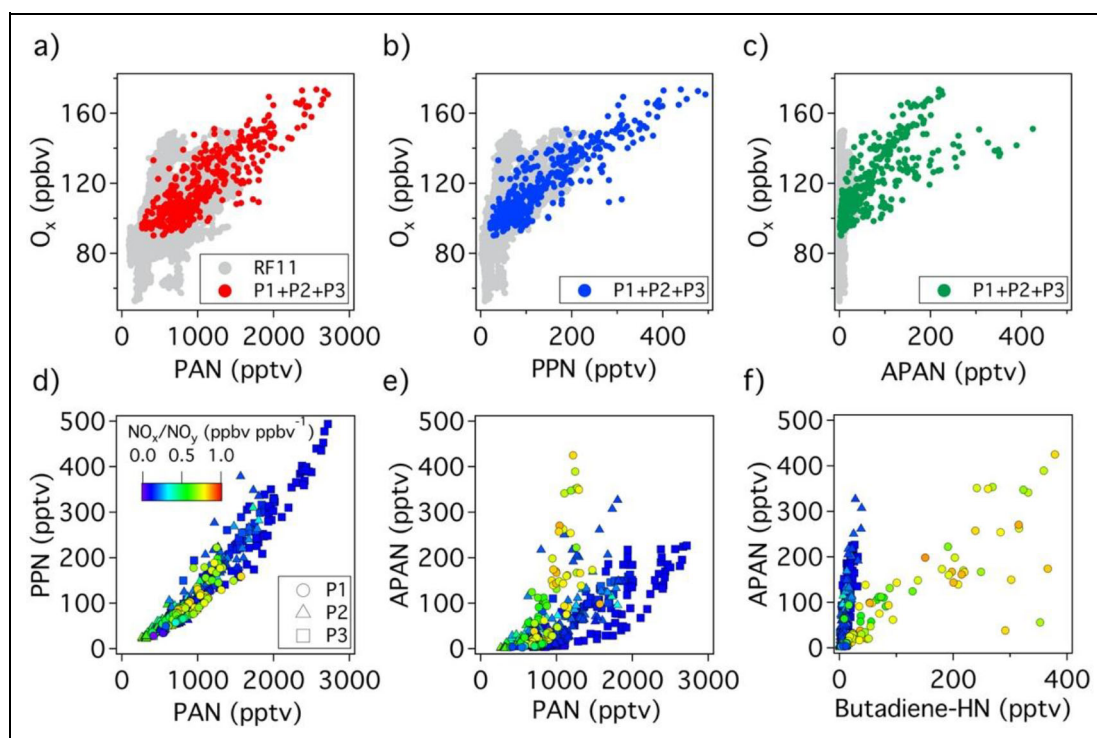 a)
160
120
80
Ox (ppbv)
RF11
P1+P2+P3
0 1000 2000 3000
PAN (pptv)
b)
160
120
80
Ox (ppbv)
P1+P2+P3
0 200 400
PPN (pptv)
c)
160
120
80
Ox (ppbv)
P1+P2+P3
0 200 400
APAN (pptv)
d)
500
400
300
200
100
0
PPN (pptv)
NOx/NOy (ppbv ppbv-1)
0.0 0.5 1.0
P1
P2
P3
0 1000 2000 3000
PAN (pptv)
e)
500
400
300
200
100
0
APAN (pptv)
0 1000 2000 3000
PAN (pptv)
f)
500
400
300
200
100
0
APAN (pptv)
0 200 400
Butadiene-HN (pptv)